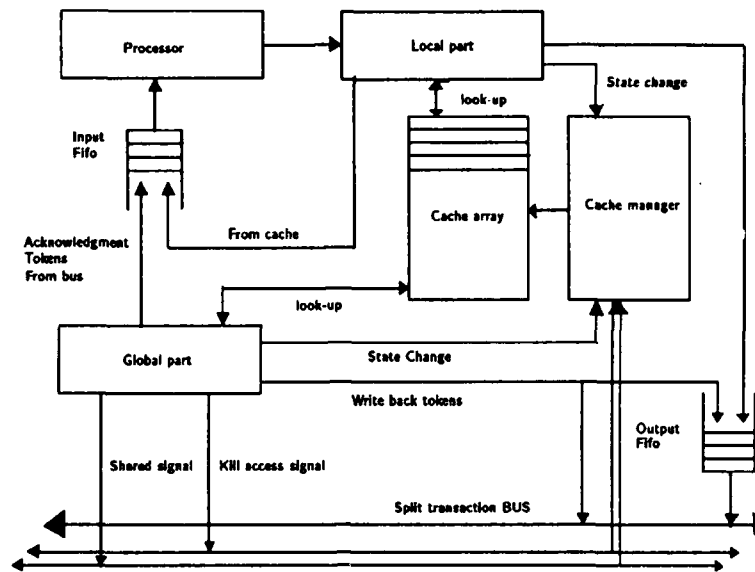 Processor
Local part
look-up
State change
Input
Fifo
Cache array
Cache manager
From cache
Acknowledgment
Tokens
From bus
look-up
Global part
State Change
Write back tokens
Output
Fifo
Shared signal
Kill access signal
Split transaction BUS